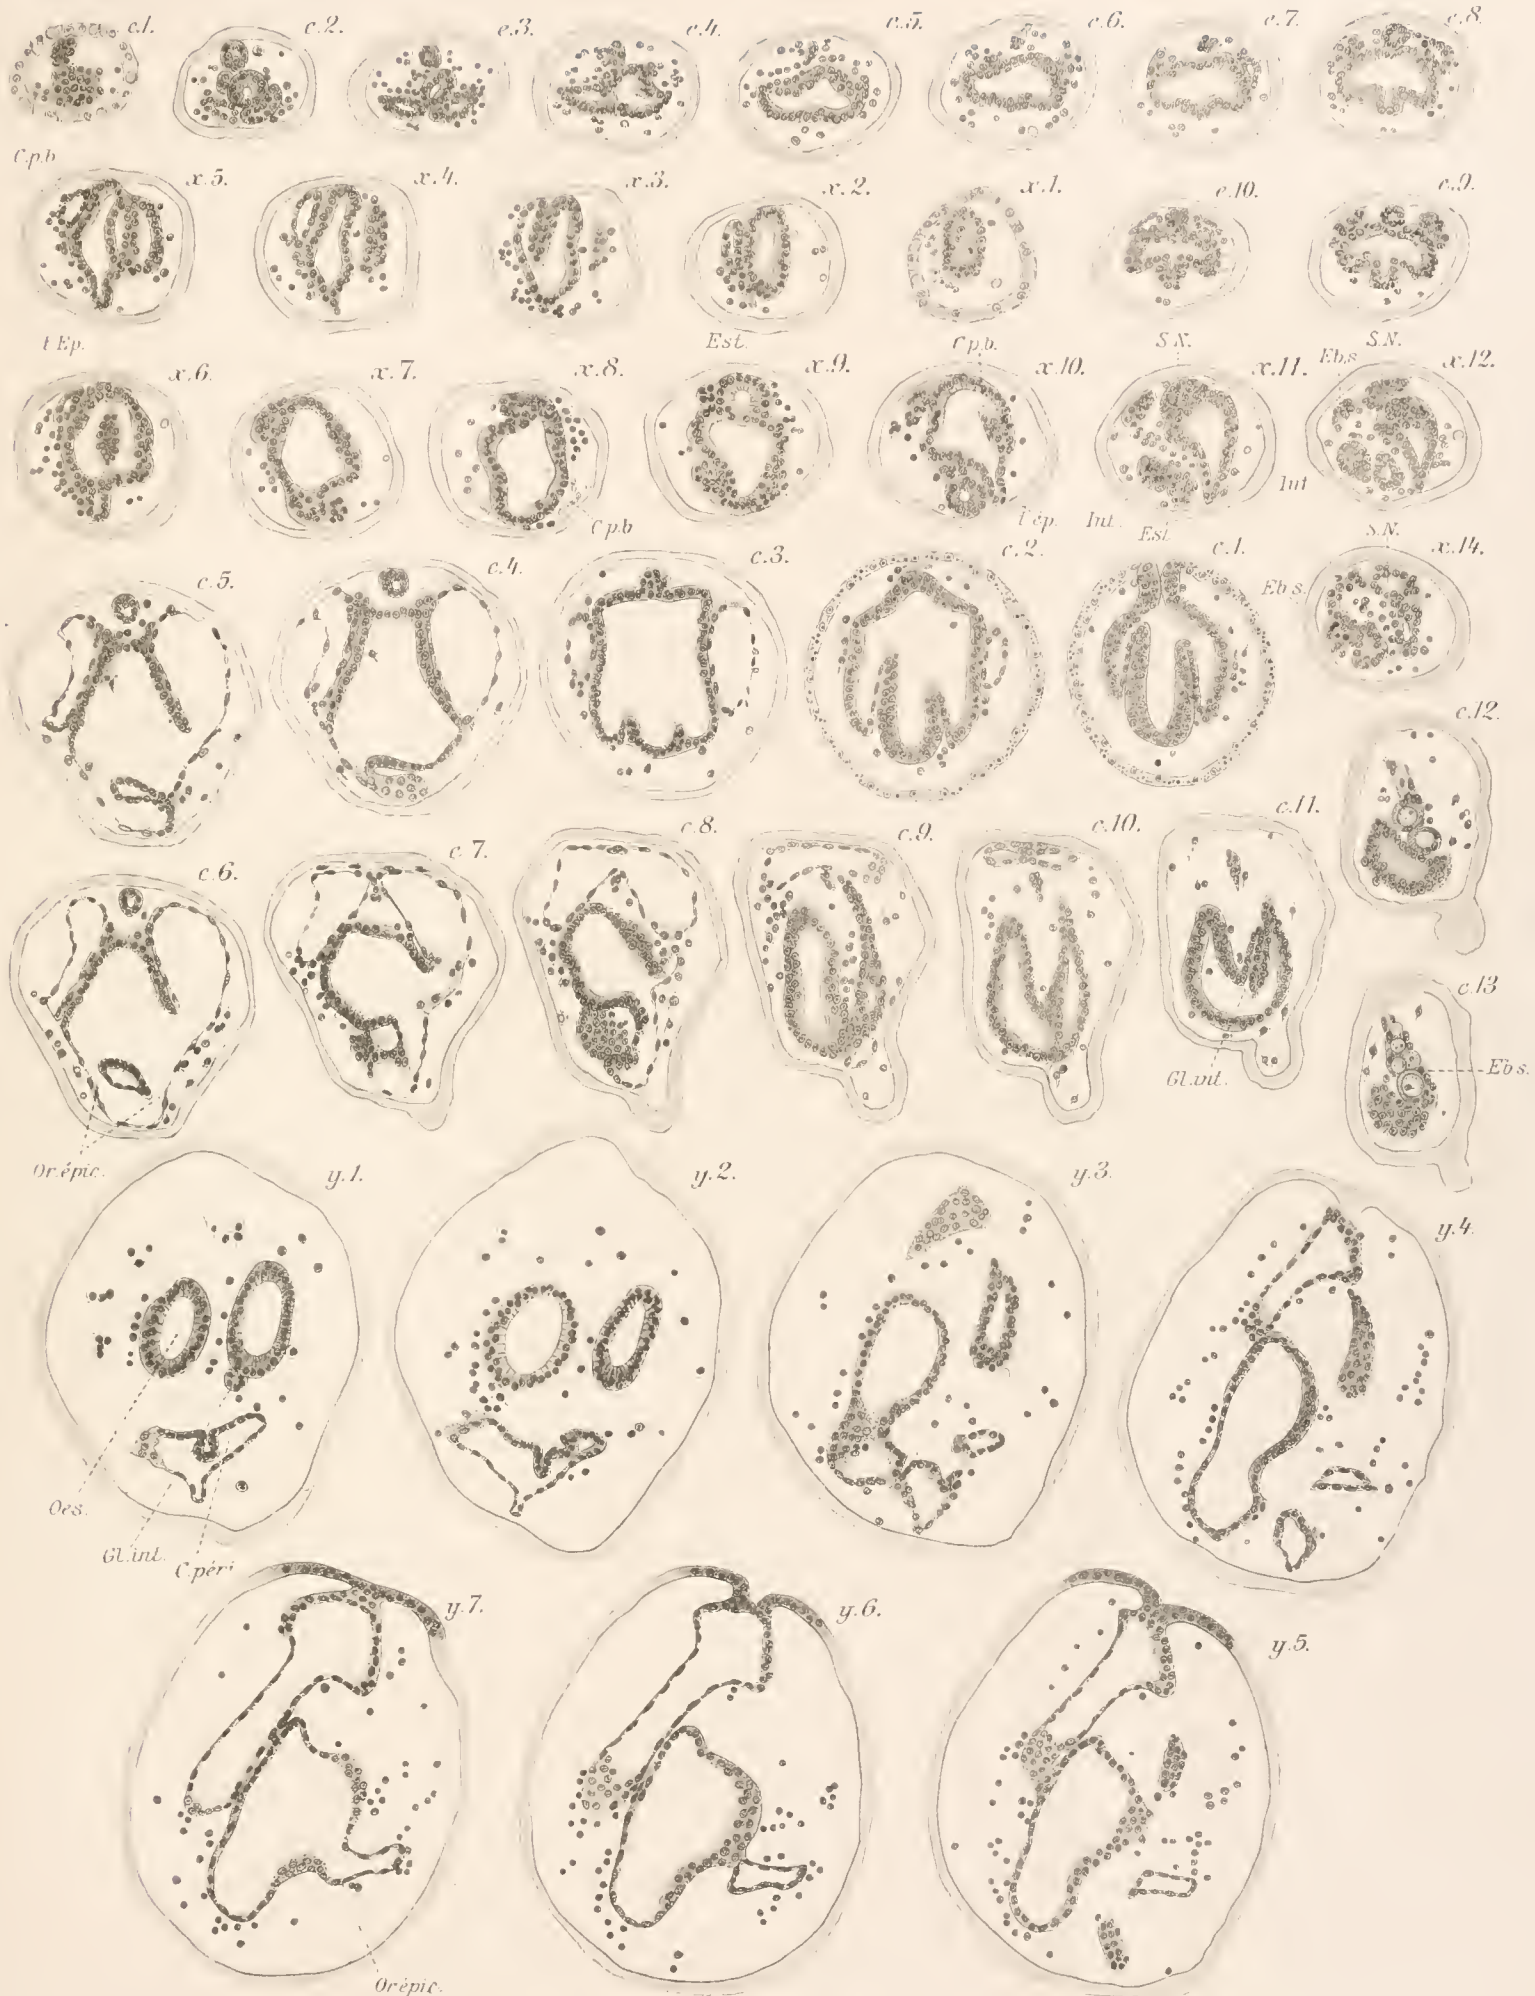 c.1. c.2. c.3. c.4. c.5. c.6. c.7. c.8.
C.p.b
x.5. x.4. x.3. x.2. x.1. c.10. c.9.
t Ep. Est. C p.b. S.N. Eb.s S.N.
x.6. x.7. x.8. x.9. x.10. x.11. x.12.
C p.b t ép. Int. Est Int
S.N.
c.5. c.4. c.3. c.2. c.1. x.14.
Eb s.
c.12.
c.6. c.7. c.8. c.9. c.10. c.11.
c.13
Eb s.
Gl.int.
Or.épic.
y.1. y.2. y.3. y.4.
Oes.
Gl.int. C.péri
y.7. y.6. y.5.
Or épic.